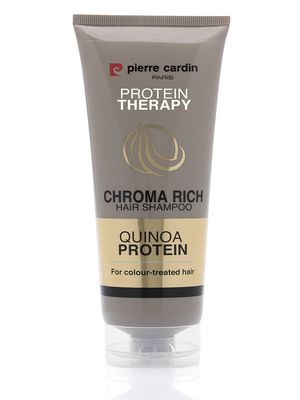 pierre cardin
PARIS
PROTEIN
THERAPY
CHROMA RICH
HAIR SHAMPOO
QUINOA
PROTEIN
For colour-treated hair